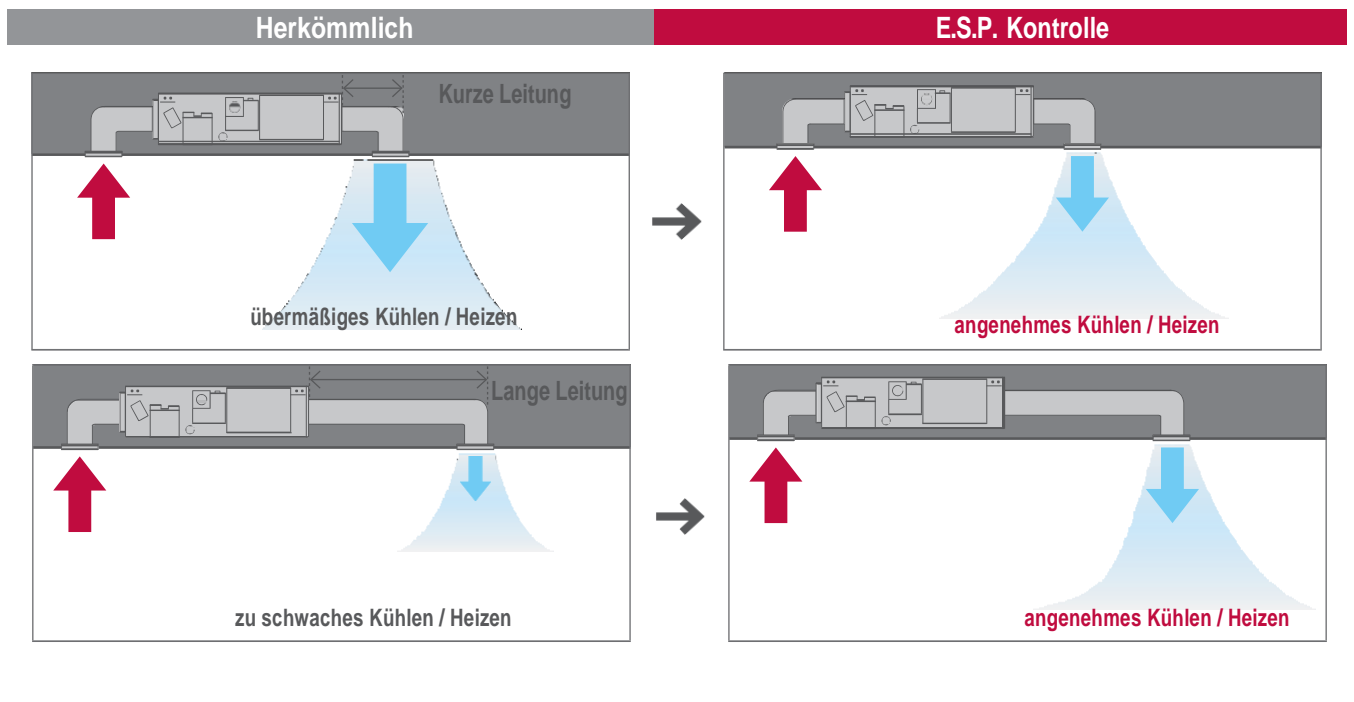 Herkömmlich
E.S.P. Kontrolle
Kurze Leitung
übermäßiges Kühlen / Heizen
angenehmes Kühlen / Heizen
Lange Leitung
zu schwaches Kühlen / Heizen
angenehmes Kühlen / Heizen